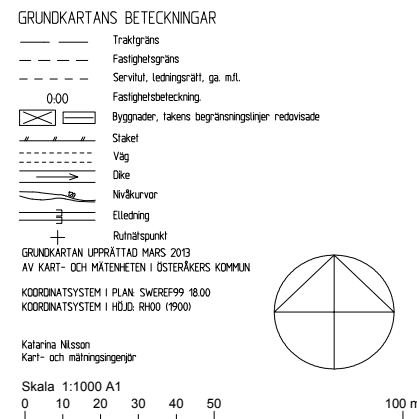 GRUNDKARTANS BETECKNINGAR
Traktgräns
Fastighetsgräns
Servitut, ledningsrätt, ga. m.fl.
0:00 Fastighetsbeteckning.
Byggnader, takens begränsningslinjer redovisade
Staket
Väg
Dike
Nivåkurvor
Elledning
Rutnätspunkt
GRUNDKARTAN UPPRÄTTAD MARS 2013
AV KART- OCH MÄTENHETEN I ÖSTERÅKERS KOMMUN
KOORDINATSYSTEM I PLAN: SWEREF99 18.00
KOORDINATSYSTEM I HÖJD: RH00 (1900)
Katarina Nilsson
Kart- och mätningsingenjör
Skala 1:1000 A1
0 10 20 30 40 50 100 m